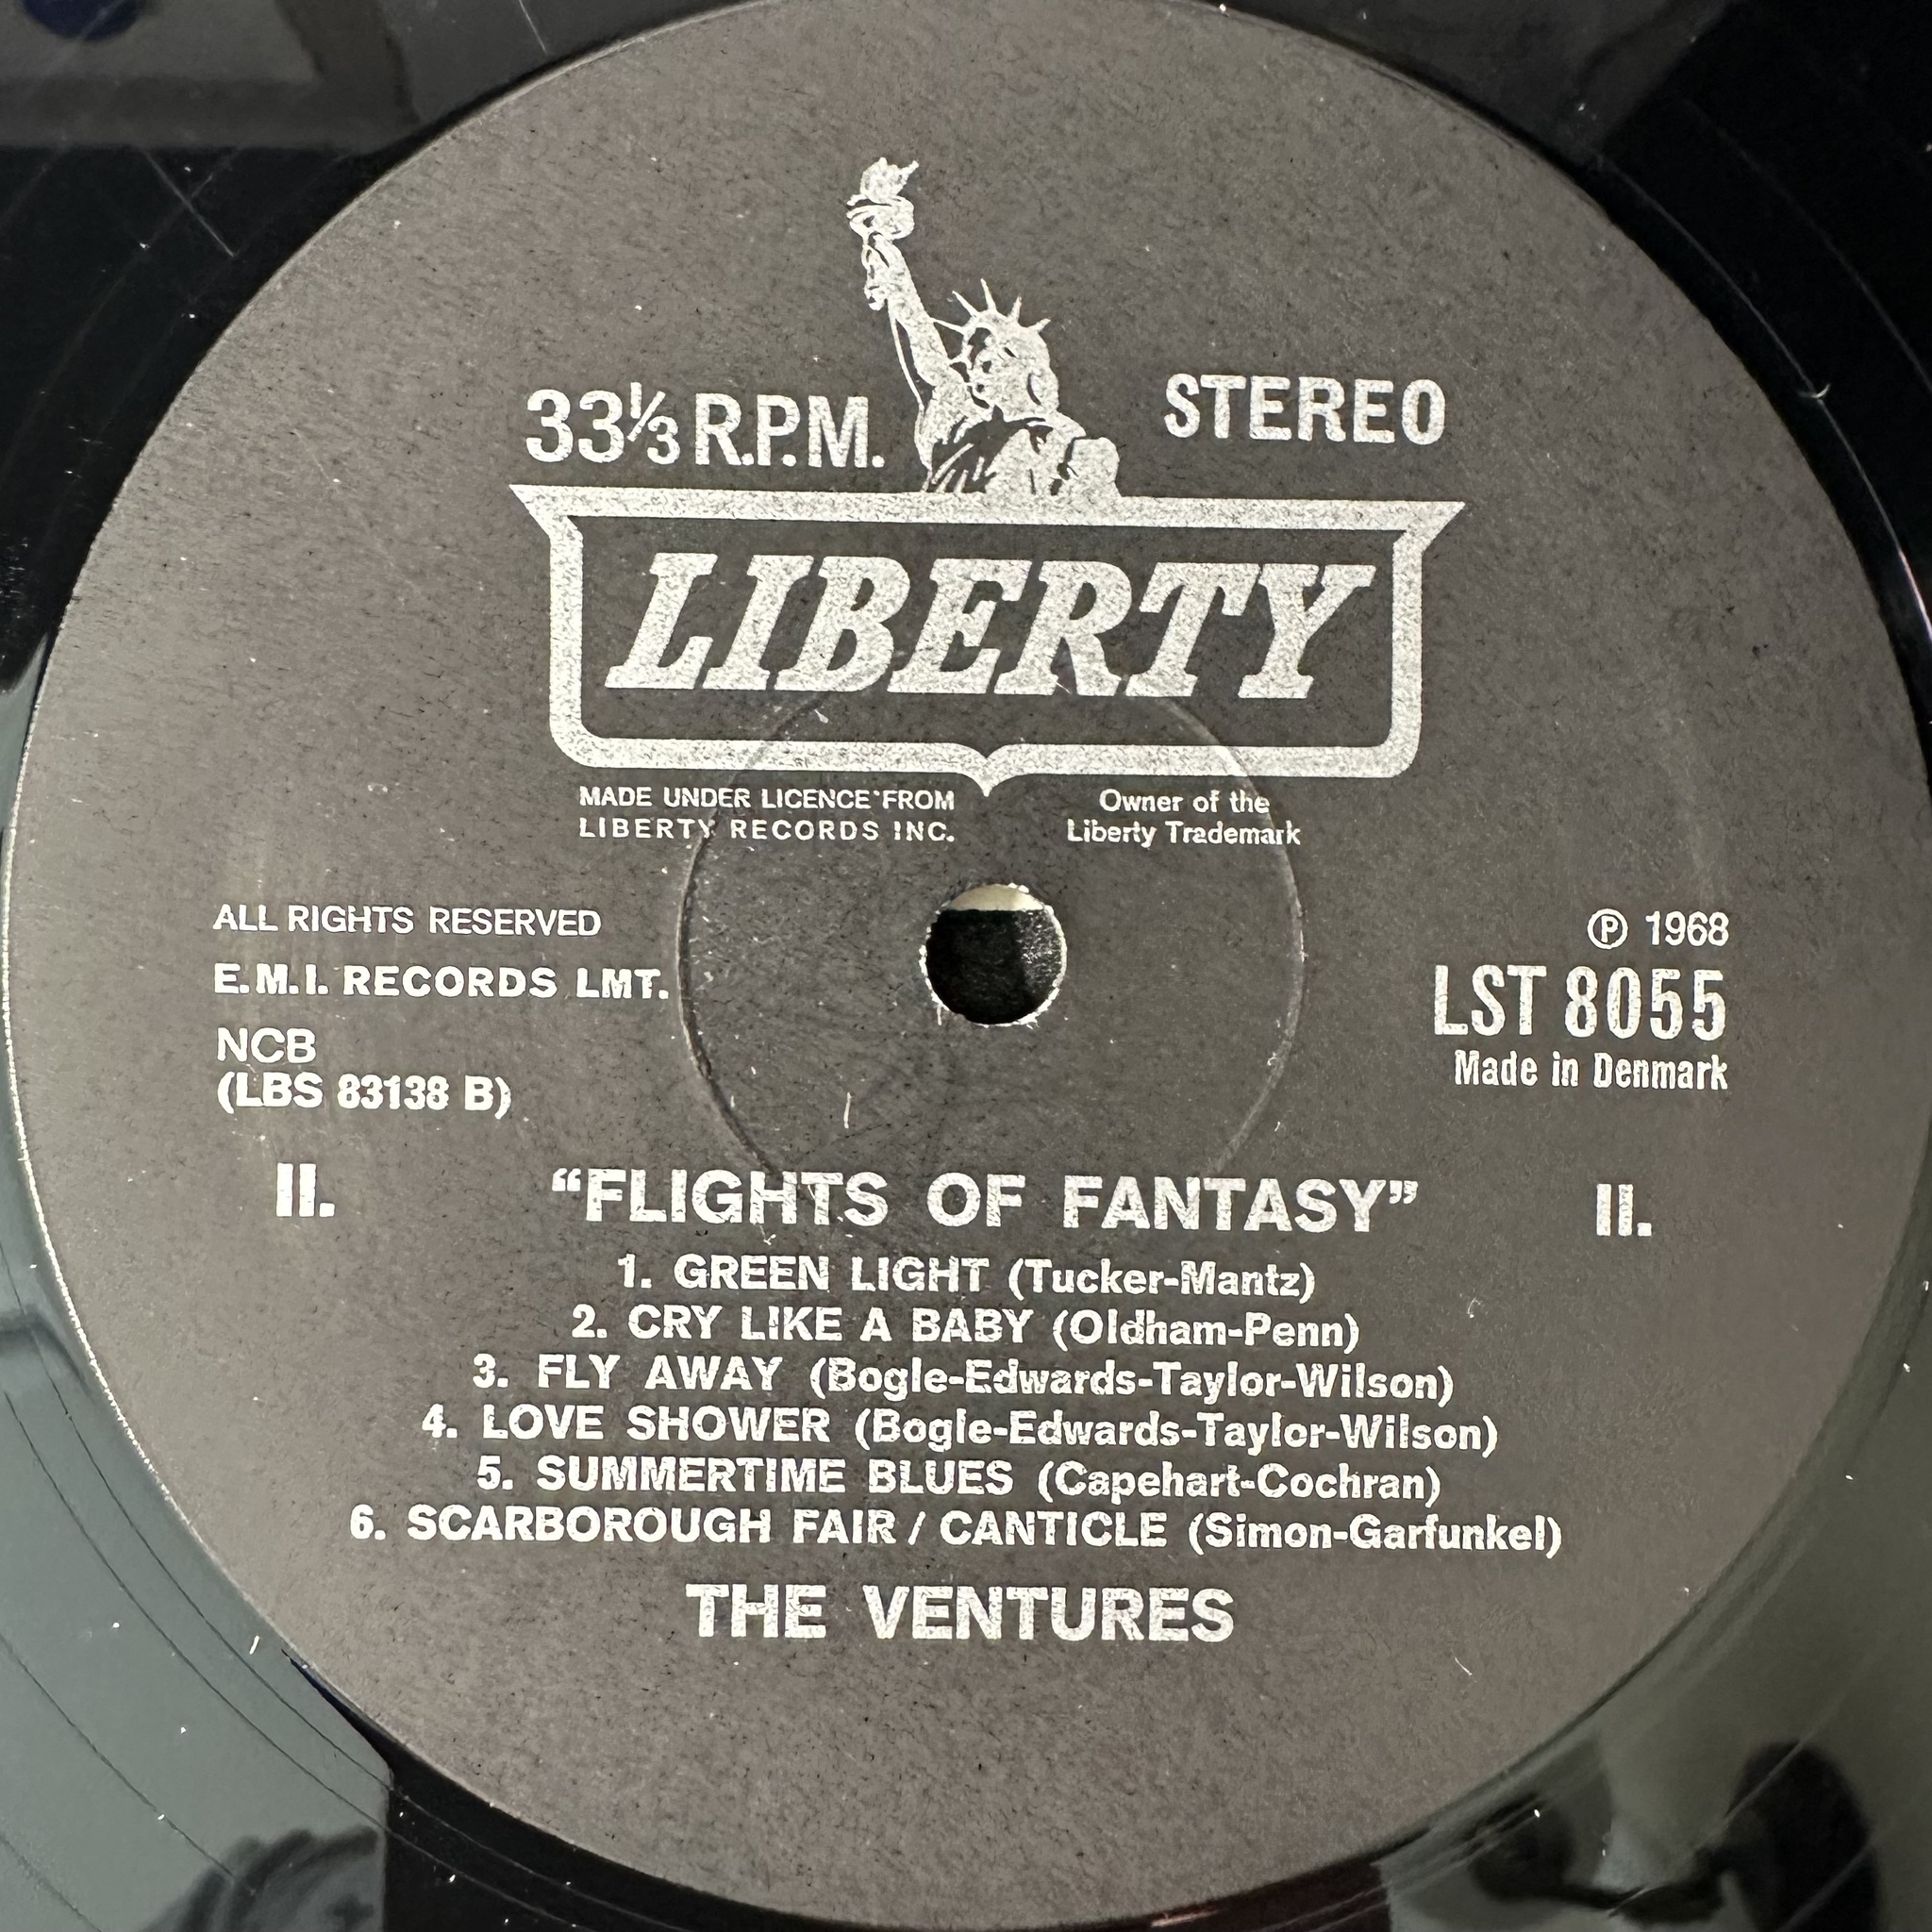 33⅓ R.P.M.
STEREO
LIBERTY
MADE UNDER LICENCE FROM
LIBERTY RECORDS INC.
Owner of the
Liberty Trademark
ALL RIGHTS RESERVED
E.M.I. RECORDS LMT.
NCB
(LBS 83138 B)
Ⓟ 1968
LST 8055
Made in Denmark
II. “FLIGHTS OF FANTASY” II.
1. GREEN LIGHT (Tucker-Mantz)
2. CRY LIKE A BABY (Oldham-Penn)
3. FLY AWAY (Bogle-Edwards-Taylor-Wilson)
4. LOVE SHOWER (Bogle-Edwards-Taylor-Wilson)
5. SUMMERTIME BLUES (Capehart-Cochran)
6. SCARBOROUGH FAIR / CANTICLE (Simon-Garfunkel)
THE VENTURES